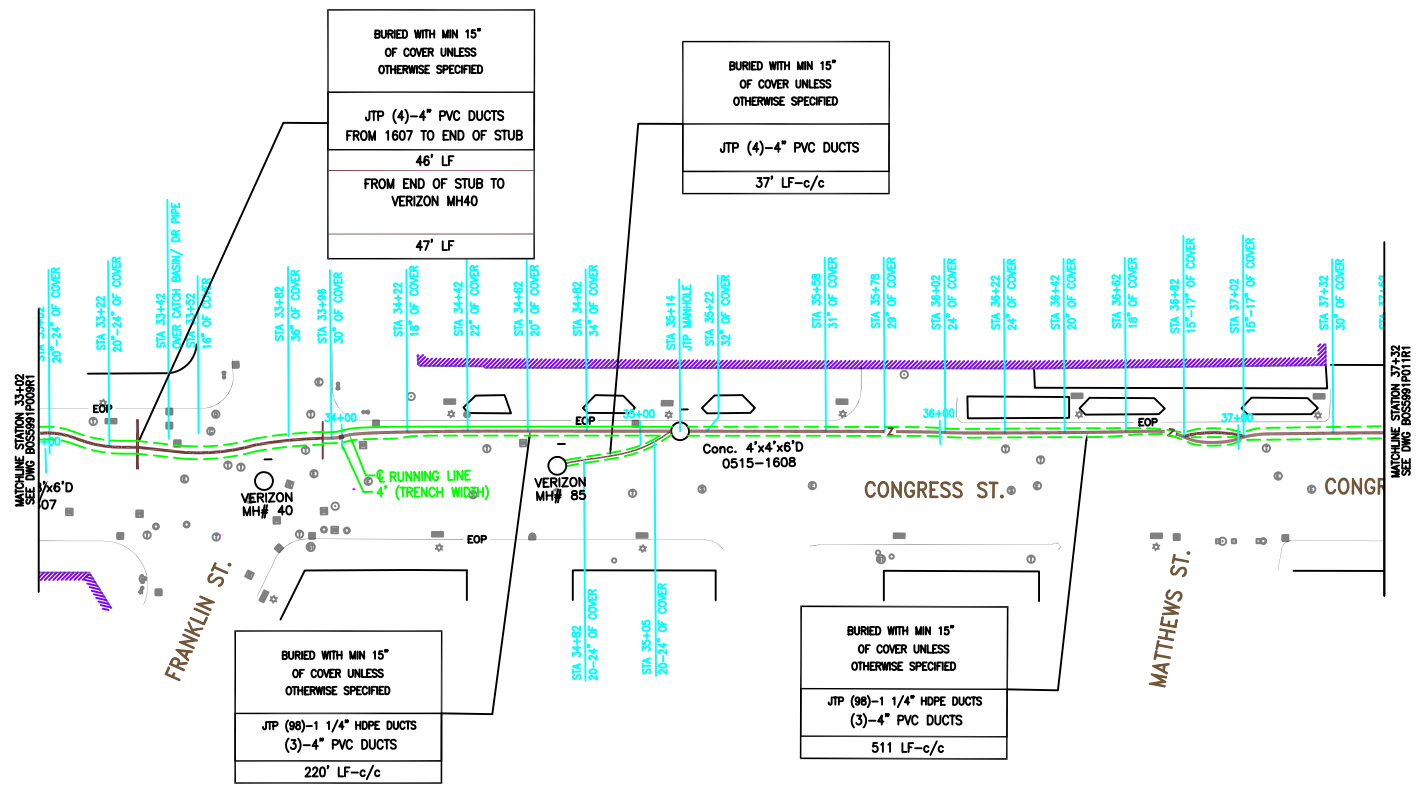 BURIED WITH MIN 15"
OF COVER UNLESS
OTHERWISE SPECIFIED
JTP (4)-4" PVC DUCTS
FROM 1607 TO END OF STUB
46' LF
FROM END OF STUB TO
VERIZON MH40
47' LF
BURIED WITH MIN 15"
OF COVER UNLESS
OTHERWISE SPECIFIED
JTP (4)-4" PVC DUCTS
37' LF-c/c
MATCHLINE STATION 33+02
SEE DWG BOS5991P009R1
20"-24" OF COVER
STA 33+22
20"-24" OF COVER
STA 33+42
OVER CATCH BASIN/ DR PIPE
STA 33+52
16" OF COVER
STA 33+82
36" OF COVER
STA 33+96
30" OF COVER
STA 34+22
18" OF COVER
STA 34+42
22" OF COVER
STA 34+62
20" OF COVER
STA 34+82
34" OF COVER
STA 35+14
JTP MANHOLE
STA 35+22
32" OF COVER
STA 35+58
31" OF COVER
STA 35+78
29" OF COVER
STA 36+02
24" OF COVER
STA 36+22
24" OF COVER
STA 36+42
20" OF COVER
STA 36+62
18" OF COVER
STA 36+82
15"-17" OF COVER
STA 37+02
15"-17" OF COVER
STA 37+32
30" OF COVER
MATCHLINE STATION 37+32
SEE DWG BOS5991P011R1
EOP
34+00
EOP
35+00
36+00
EOP
37+00
+00
'x6'D
07
VERIZON
MH# 40
℄ RUNNING LINE
4' (TRENCH WIDTH)
VERIZON
MH# 85
Conc. 4'x4'x6'D
0515-1608
CONGRESS ST.
CONGR
EOP
FRANKLIN ST.
MATTHEWS ST.
STA 34+82
20-24" OF COVER
STA 35+05
20-24" OF COVER
BURIED WITH MIN 15"
OF COVER UNLESS
OTHERWISE SPECIFIED
JTP (98)-1 1/4" HDPE DUCTS
(3)-4" PVC DUCTS
220' LF-c/c
BURIED WITH MIN 15"
OF COVER UNLESS
OTHERWISE SPECIFIED
JTP (98)-1 1/4" HDPE DUCTS
(3)-4" PVC DUCTS
511 LF-c/c